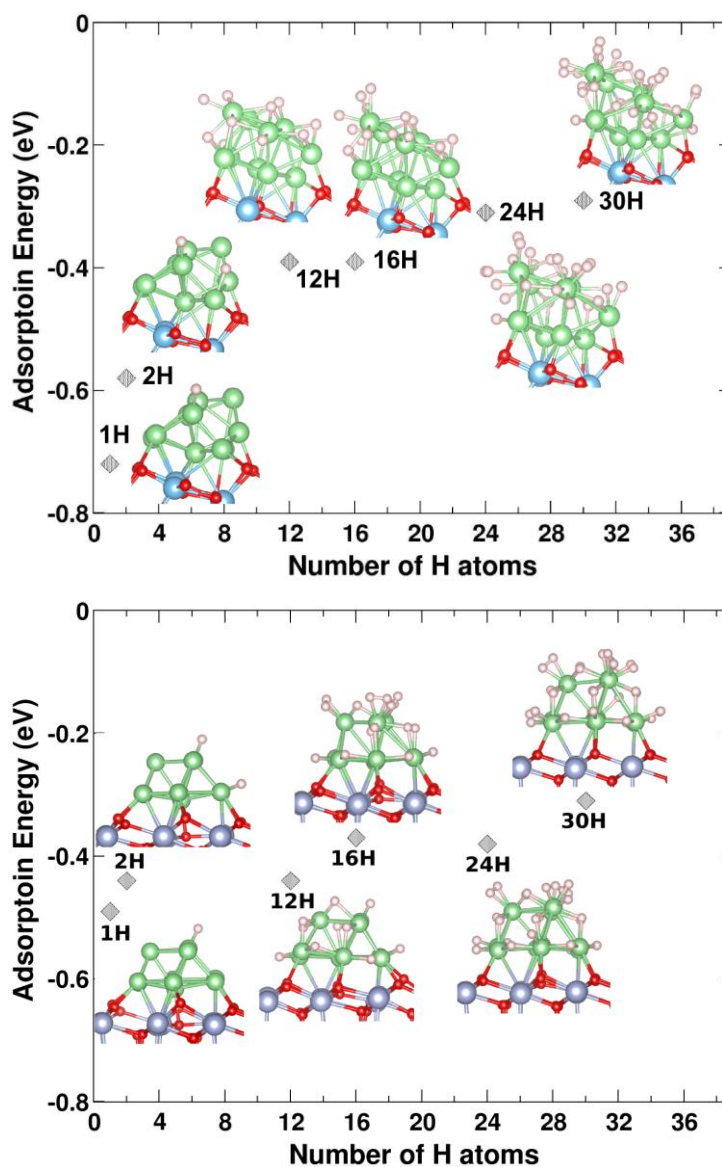 0
-0.2
-0.4
-0.6
-0.8
Adsorptoin Energy (eV)
30H
24H
12H
16H
2H
1H
0 4 8 12 16 20 24 28 32 36
Number of H atoms
0
-0.2
-0.4
-0.6
-0.8
Adsorptoin Energy (eV)
30H
16H
24H
2H
12H
1H
0 4 8 12 16 20 24 28 32 36
Number of H atoms